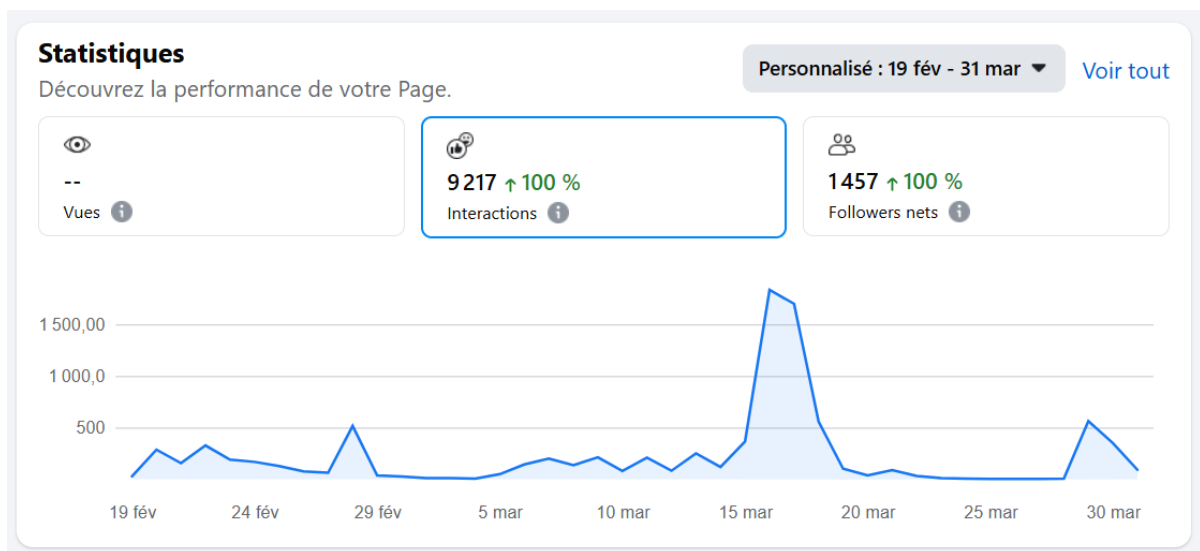 Statistiques
Découvrez la performance de votre Page.
Personnalisé : 19 fév - 31 mar
Voir tout
--
Vues
9 217 ↑ 100 %
Interactions
1 457 ↑ 100 %
Followers nets
1 500,00
1 000,0
500
19 fév 24 fév 29 fév 5 mar 10 mar 15 mar 20 mar 25 mar 30 mar